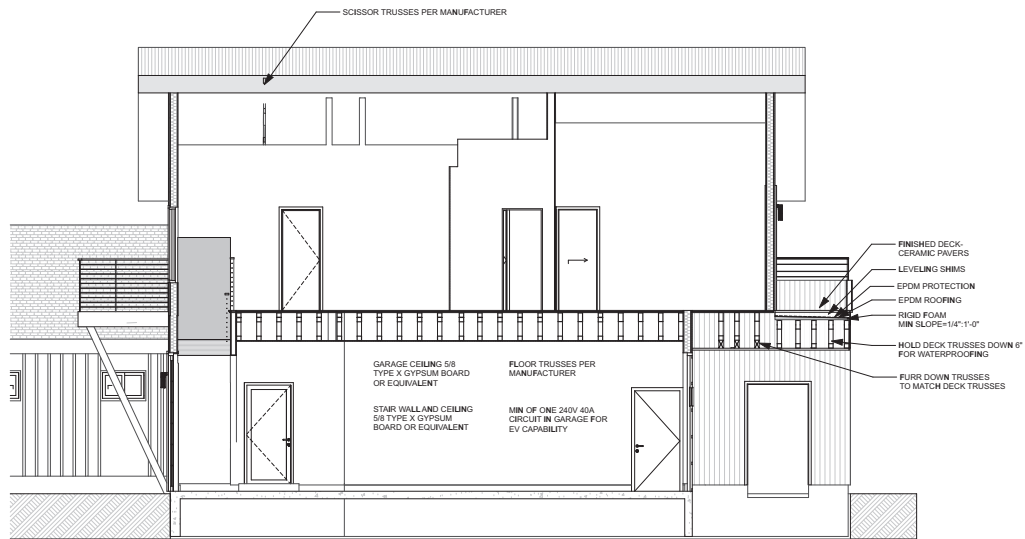 SCISSOR TRUSSES PER MANUFACTURER
FINISHED DECK-
CERAMIC PAVERS
LEVELING SHIMS
EPDM PROTECTION
EPDM ROOFING
RIGID FOAM
MIN SLOPE=1/4":1'-0"
HOLD DECK TRUSSES DOWN 6"
FOR WATERPROOFING
FURR DOWN TRUSSES
TO MATCH DECK TRUSSES
GARAGE CEILING 5/8
TYPE X GYPSUM BOARD
OR EQUIVALENT
FLOOR TRUSSES PER
MANUFACTURER
STAIR WALL AND CEILING
5/8 TYPE X GYPSUM
BOARD OR EQUIVALENT
MIN OF ONE 240V 40A
CIRCUIT IN GARAGE FOR
EV CAPABILITY